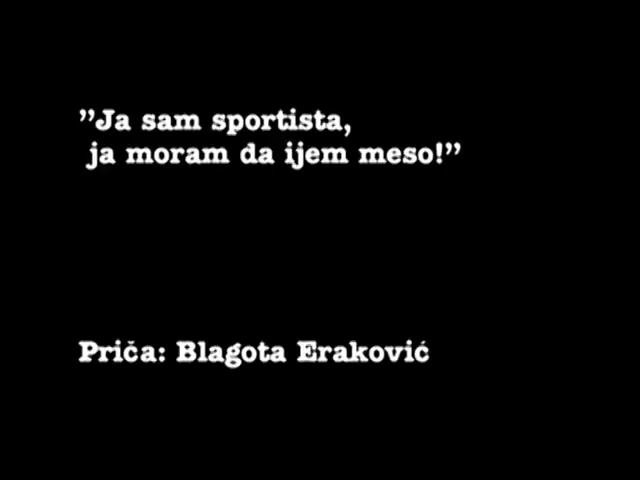 ”Ja sam sportista,
ja moram da ijem meso!”
Priča: Blagota Eraković